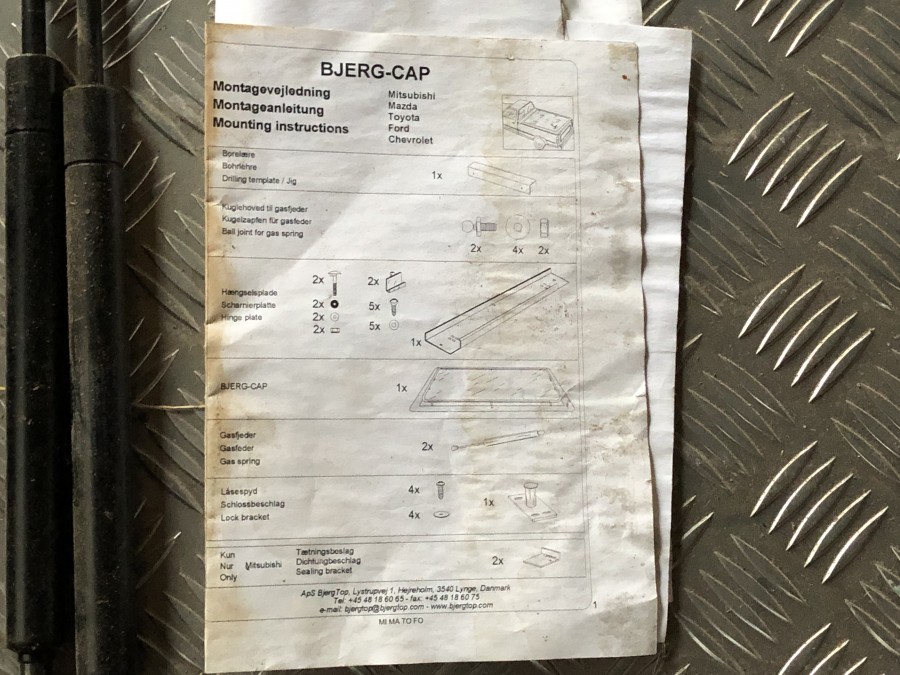 BJERG-CAP
Montagevejledning
Montageanleitung
Mounting instructions
Mitsubishi
Mazda
Toyota
Ford
Chevrolet
Borelære
Bohrlehre
Drilling template / Jig
1x
Kuglehoved til gasfjeder
Kugelzapfen für gasfeder
Ball joint for gas spring
2x 4x 2x
Hængselsplade
Scharnierplatte
Hinge plate
2x 2x
2x 5x
2x
2x 5x
1x
BJERG-CAP
1x
Gasfjeder
Gasfeder
Gas spring
2x
Låsespyd
Schlossbeschlag
Lock bracket
4x
4x
1x
Kun
Nur Mitsubishi
Only
Tætningsbeslag
Dichtungbeschlag
Sealing bracket
2x
ApS BjergTop, Lystrupvej 1, Hejreholm, 3540 Lynge, Danmark
Tel: +45 48 18 60 65 - fax: +45 48 18 60 75
e-mail: bjergtop@bjergtop.com - www.bjergtop.com
1
MI MA TO FO